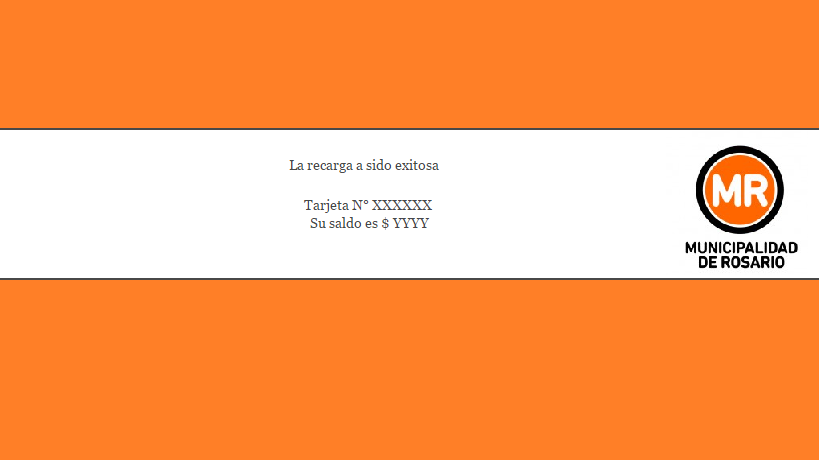 La recarga a sido exitosa
Tarjeta N° XXXXXX
Su saldo es $ YYYY
MR
MUNICIPALIDAD
DE ROSARIO